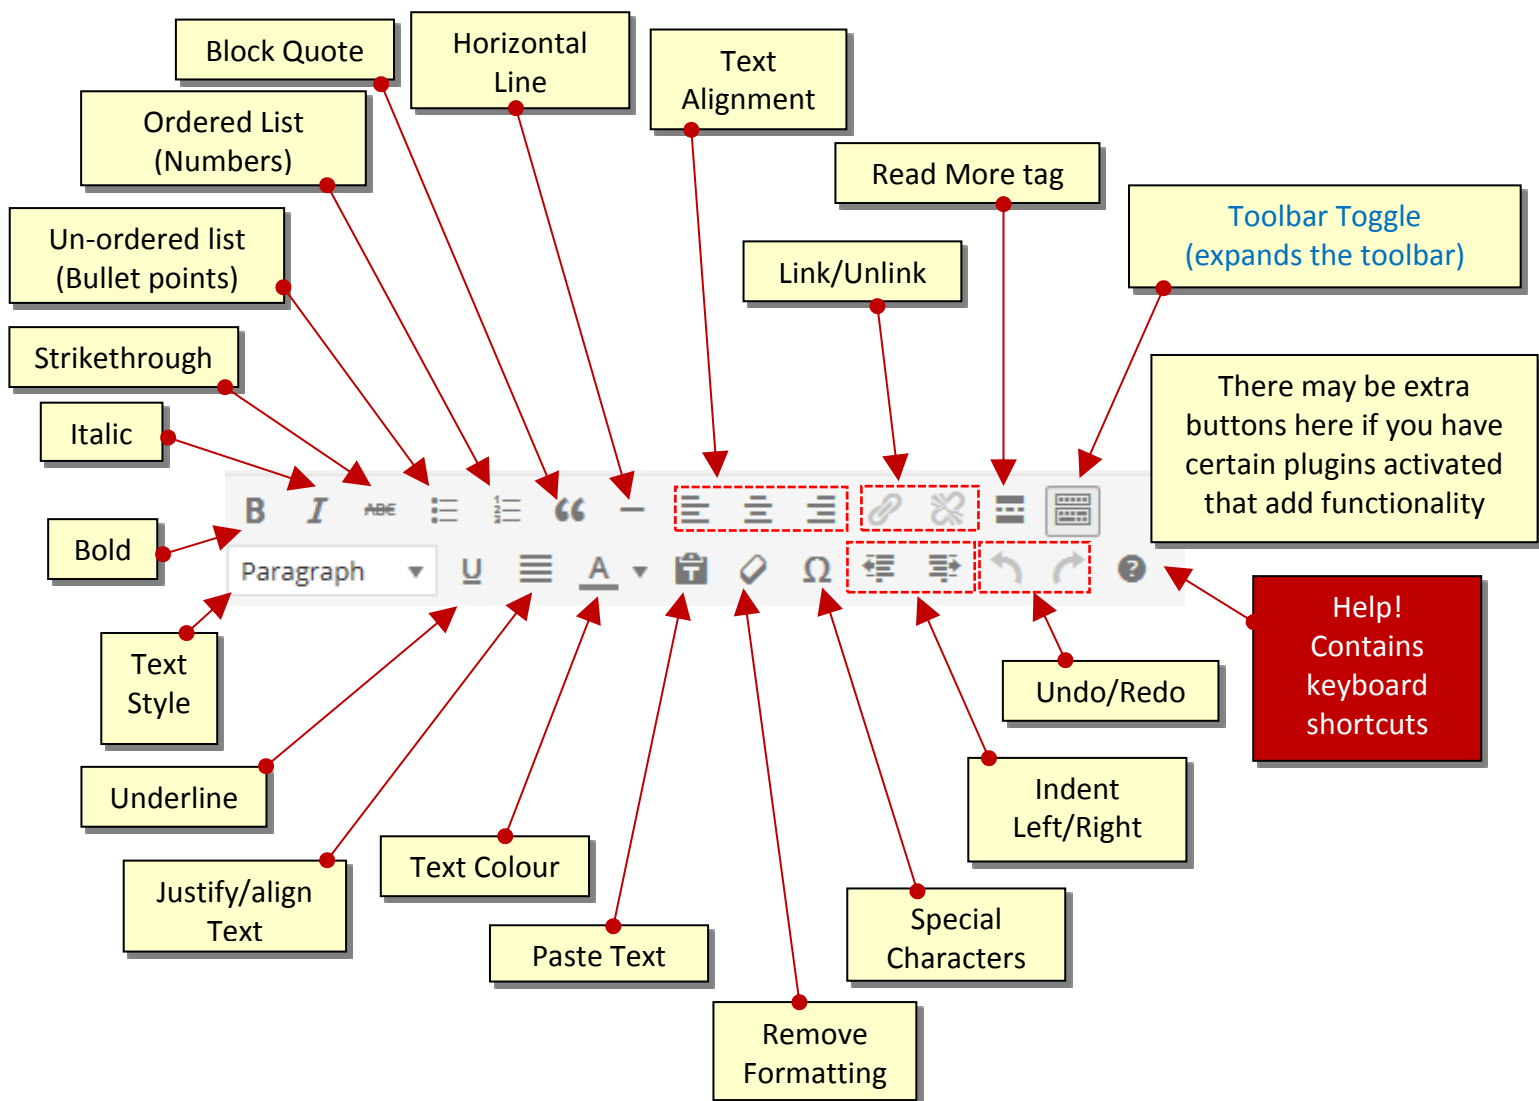 Block Quote
Horizontal
Line
Text
Alignment
Ordered List
(Numbers)
Read More tag
Toolbar Toggle
(expands the toolbar)
Un-ordered list
(Bullet points)
Link/Unlink
Strikethrough
There may be extra
buttons here if you have
certain plugins activated
that add functionality
Italic
B I ABE
Bold
Paragraph U A T Ω ?
Help!
Contains
keyboard
shortcuts
Text
Style
Undo/Redo
Underline
Indent
Left/Right
Justify/align
Text
Text Colour
Special
Characters
Paste Text
Remove
Formatting